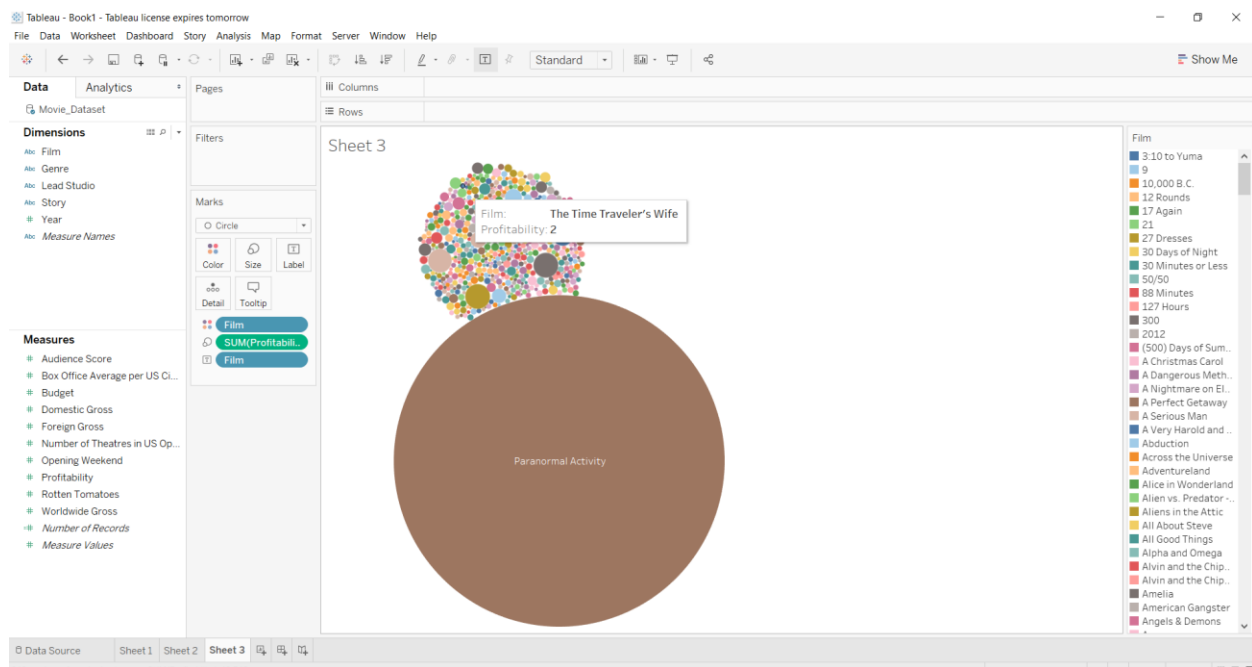 Tableau - Book1 - Tableau license expires tomorrow
File Data Worksheet Dashboard Story Analysis Map Format Server Window Help
Standard
Show Me
Data Analytics
Movie_Dataset
Dimensions
Abc Film
Abc Genre
Abc Lead Studio
Abc Story
# Year
Abc Measure Names
Measures
# Audience Score
# Box Office Average per US Ci...
# Budget
# Domestic Gross
# Foreign Gross
# Number of Theatres in US Op...
# Opening Weekend
# Profitability
# Rotten Tomatoes
# Worldwide Gross
# Number of Records
# Measure Values
Pages
Filters
Marks
Circle
Color Size Label
Detail Tooltip
Film
SUM(Profitabili..
Film
Columns
Rows
Sheet 3
Film: The Time Traveler's Wife
Profitability: 2
Paranormal Activity
Film
3:10 to Yuma
9
10,000 B.C.
12 Rounds
17 Again
21
27 Dresses
30 Days of Night
30 Minutes or Less
50/50
88 Minutes
127 Hours
300
2012
(500) Days of Sum..
A Christmas Carol
A Dangerous Meth..
A Nightmare on El..
A Perfect Getaway
A Serious Man
A Very Harold and ..
Abduction
Across the Universe
Adventureland
Alice in Wonderland
Alien vs. Predator -..
Aliens in the Attic
All About Steve
All Good Things
Alpha and Omega
Alvin and the Chip..
Alvin and the Chip..
Amelia
American Gangster
Angels & Demons
Data Source Sheet 1 Sheet 2 Sheet 3